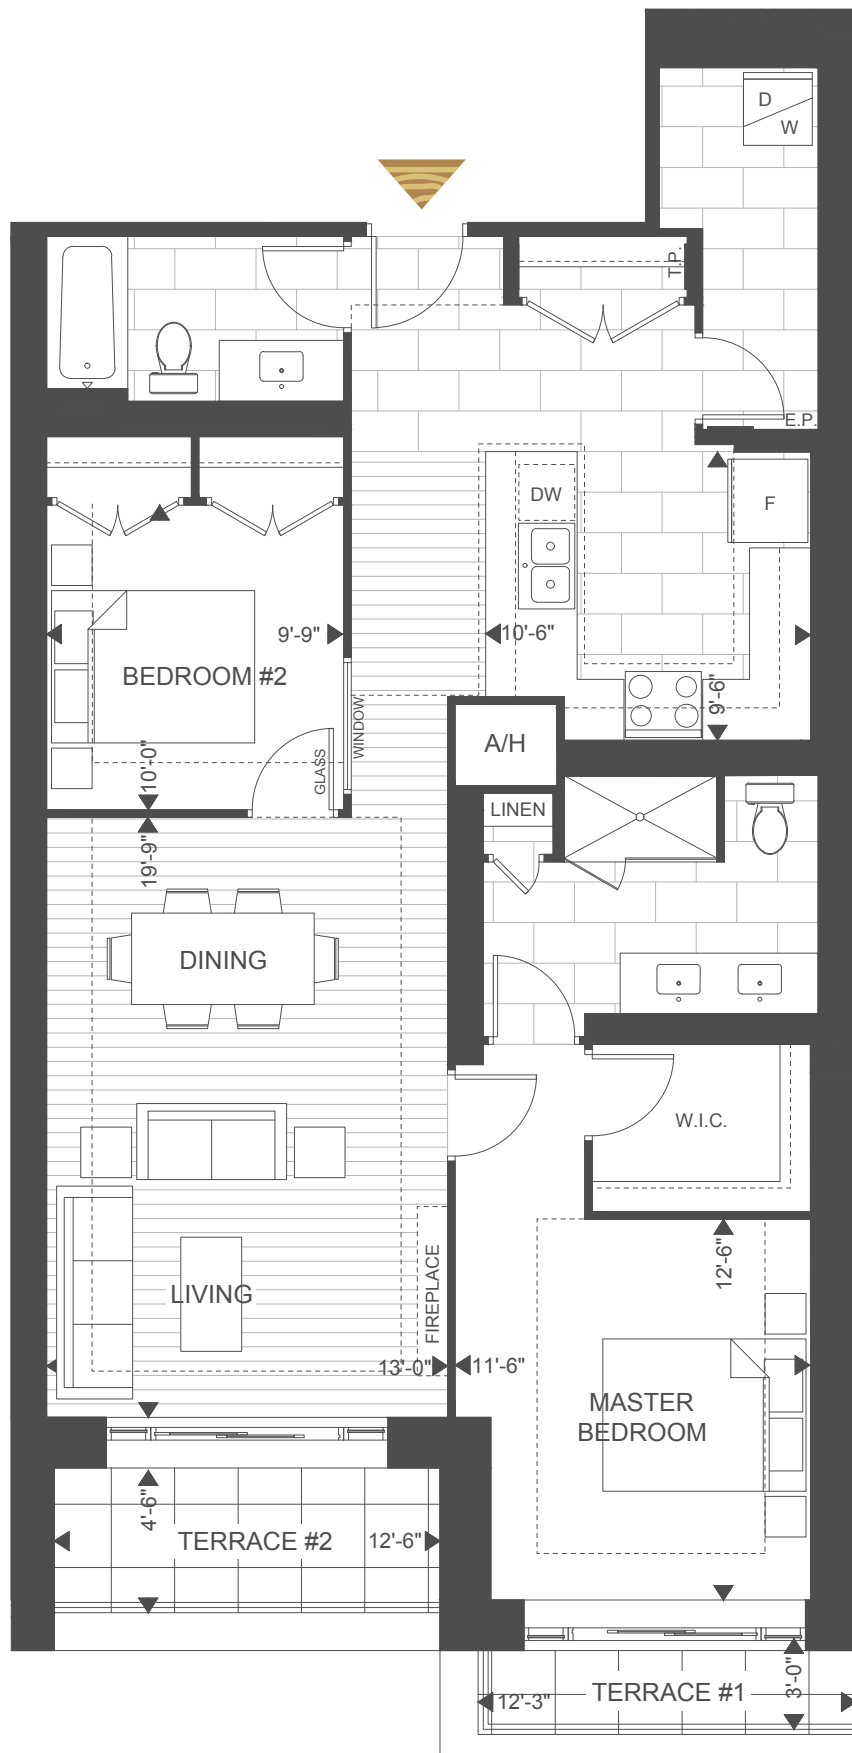 D
W
T.P.
E.P.
DW
F
9'-9"
10'-6"
BEDROOM #2
9'-6"
WINDOW
A/H
GLASS
10'-0"
LINEN
19'-9"
DINING
W.I.C.
12'-6"
LIVING
FIREPLACE
13'-0"
11'-6"
MASTER
BEDROOM
4'-6"
TERRACE #2
12'-6"
3'-0"
TERRACE #1
12'-3"